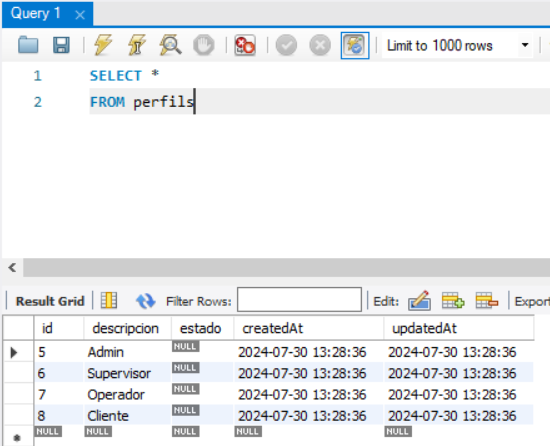 Query 1
Limit to 1000 rows
1 SELECT *
2 FROM perfils
Result Grid Filter Rows: Edit: Export
id descripcion estado createdAt updatedAt
5 Admin NULL 2024-07-30 13:28:36 2024-07-30 13:28:36
6 Supervisor NULL 2024-07-30 13:28:36 2024-07-30 13:28:36
7 Operador NULL 2024-07-30 13:28:36 2024-07-30 13:28:36
8 Cliente NULL 2024-07-30 13:28:36 2024-07-30 13:28:36
NULL NULL NULL NULL NULL